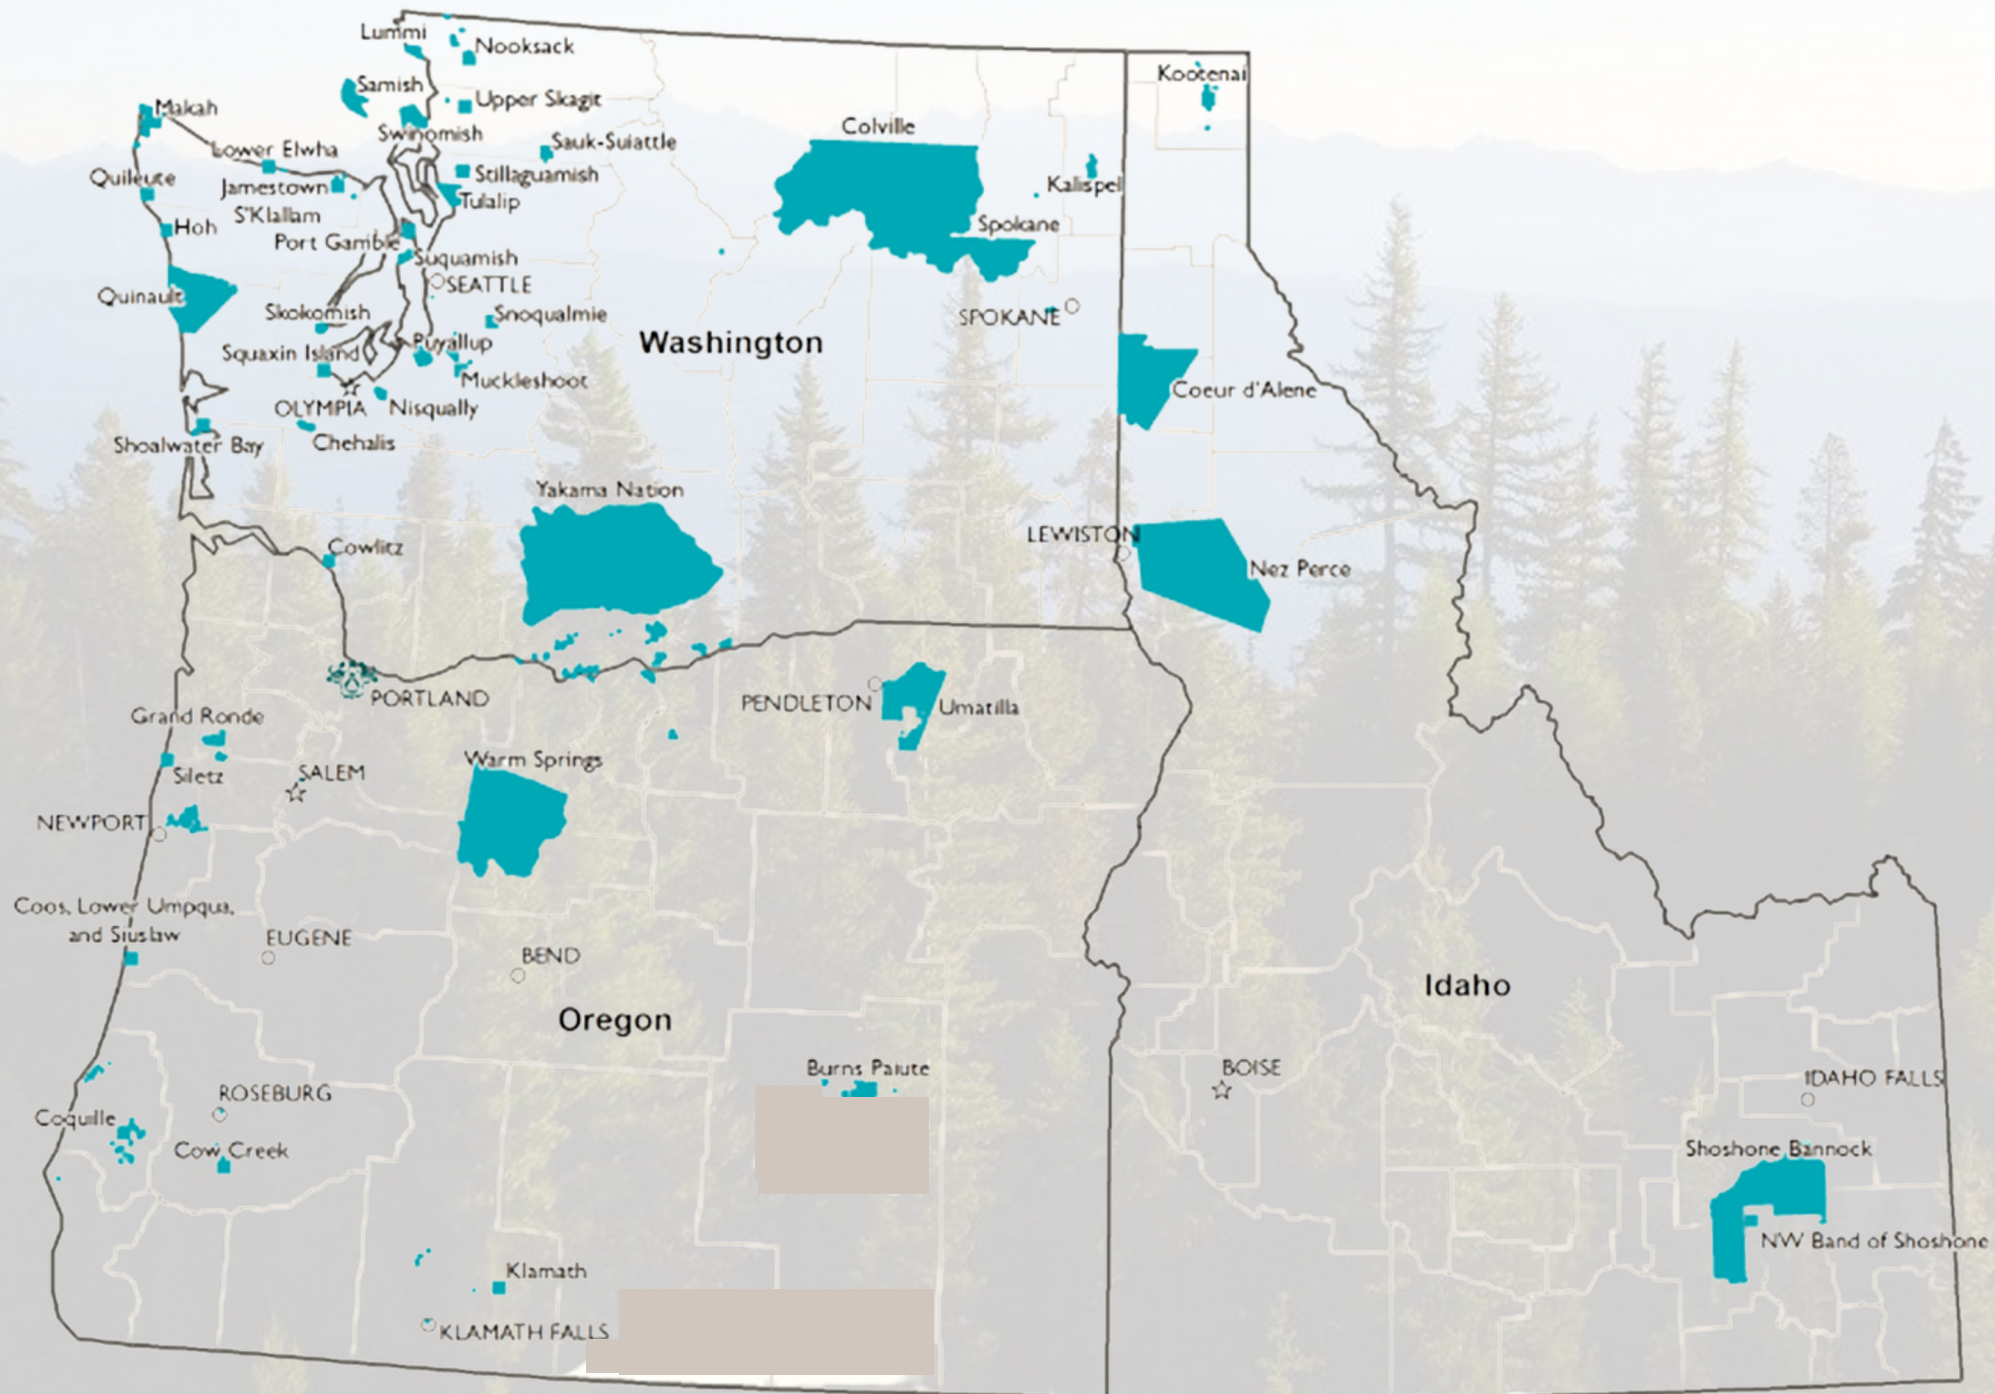 Lummi
Nooksack
Kootenai
Samish
Upper Skagit
Makah
Swinomish
Colville
Sauk-Suiattle
Lower Elwha
Stillaguamish
Quileute
Jamestown
S'Klallam
Kalispel
Tulalip
Hoh
Spokane
Port Gamble
Suquamish
SEATTLE
Quinault
Skokomish
Snoqualmie
SPOKANE
Washington
Puyallup
Squaxin Island
Muckleshoot
Coeur d'Alene
OLYMPIA
Nisqually
Shoalwater Bay
Chehalis
Yakama Nation
LEWISTON
Cowlitz
Nez Perce
PORTLAND
PENDLETON
Umatilla
Grand Ronde
Warm Springs
Siletz
SALEM
NEWPORT
Coos, Lower Umpqua,
and Siuslaw
EUGENE
BEND
Idaho
Oregon
Burns Paiute
BOISE
IDAHO FALLS
ROSEBURG
Coquille
Cow Creek
Shoshone Bannock
NW Band of Shoshone
Klamath
KLAMATH FALLS